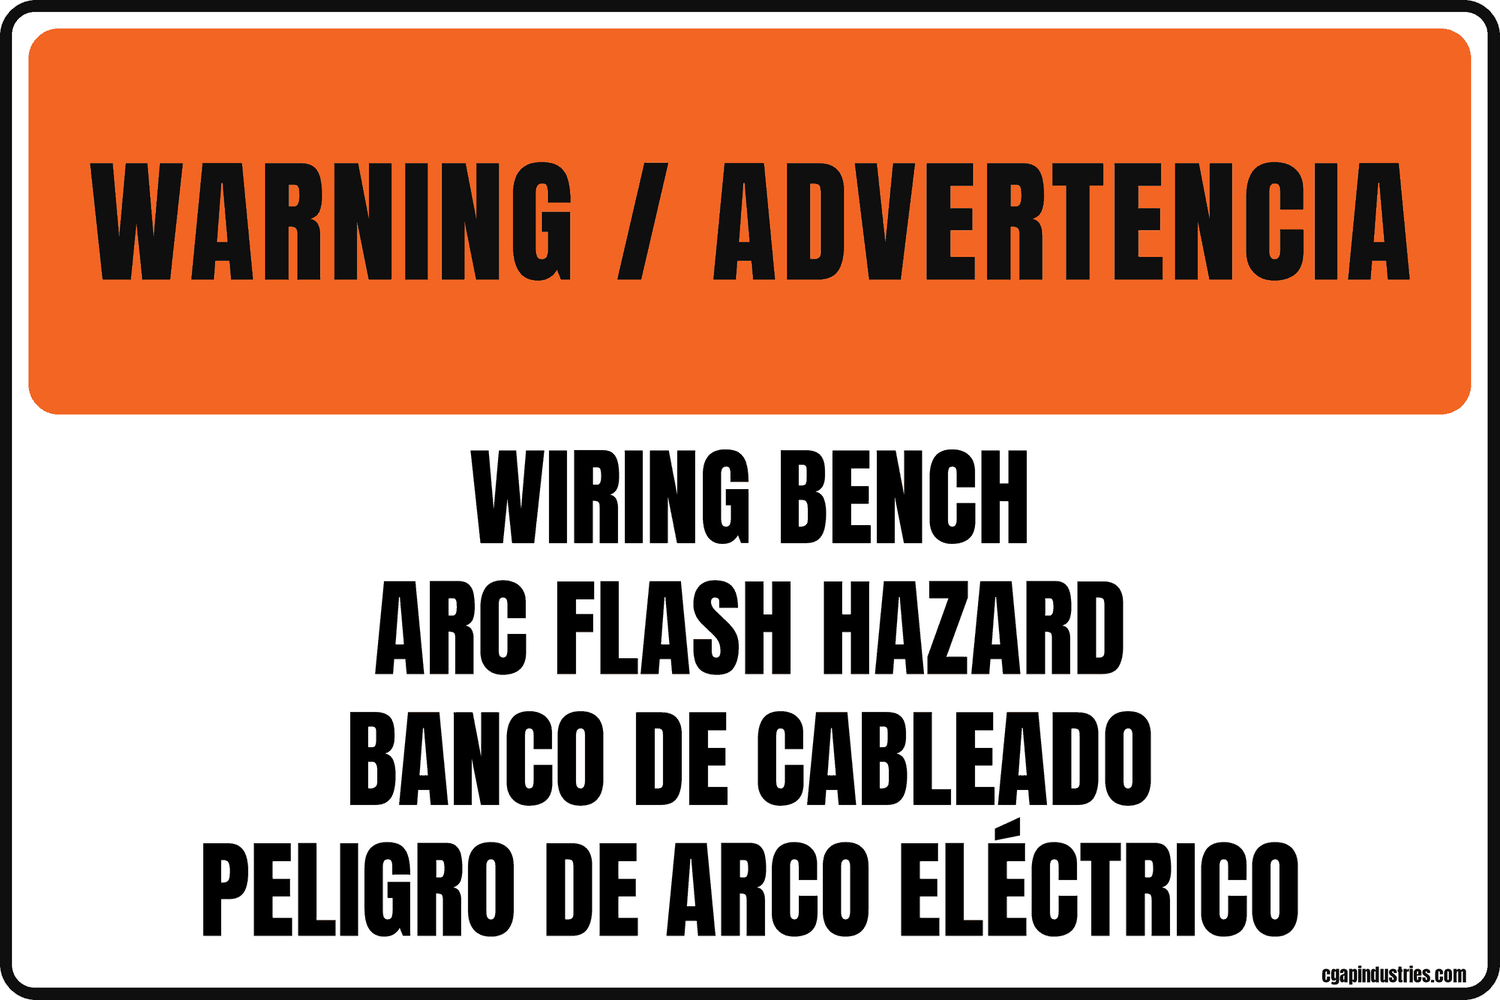 WARNING / ADVERTENCIA
WIRING BENCH
ARC FLASH HAZARD
BANCO DE CABLEADO
PELIGRO DE ARCO ELÉCTRICO
cgapindustries.com